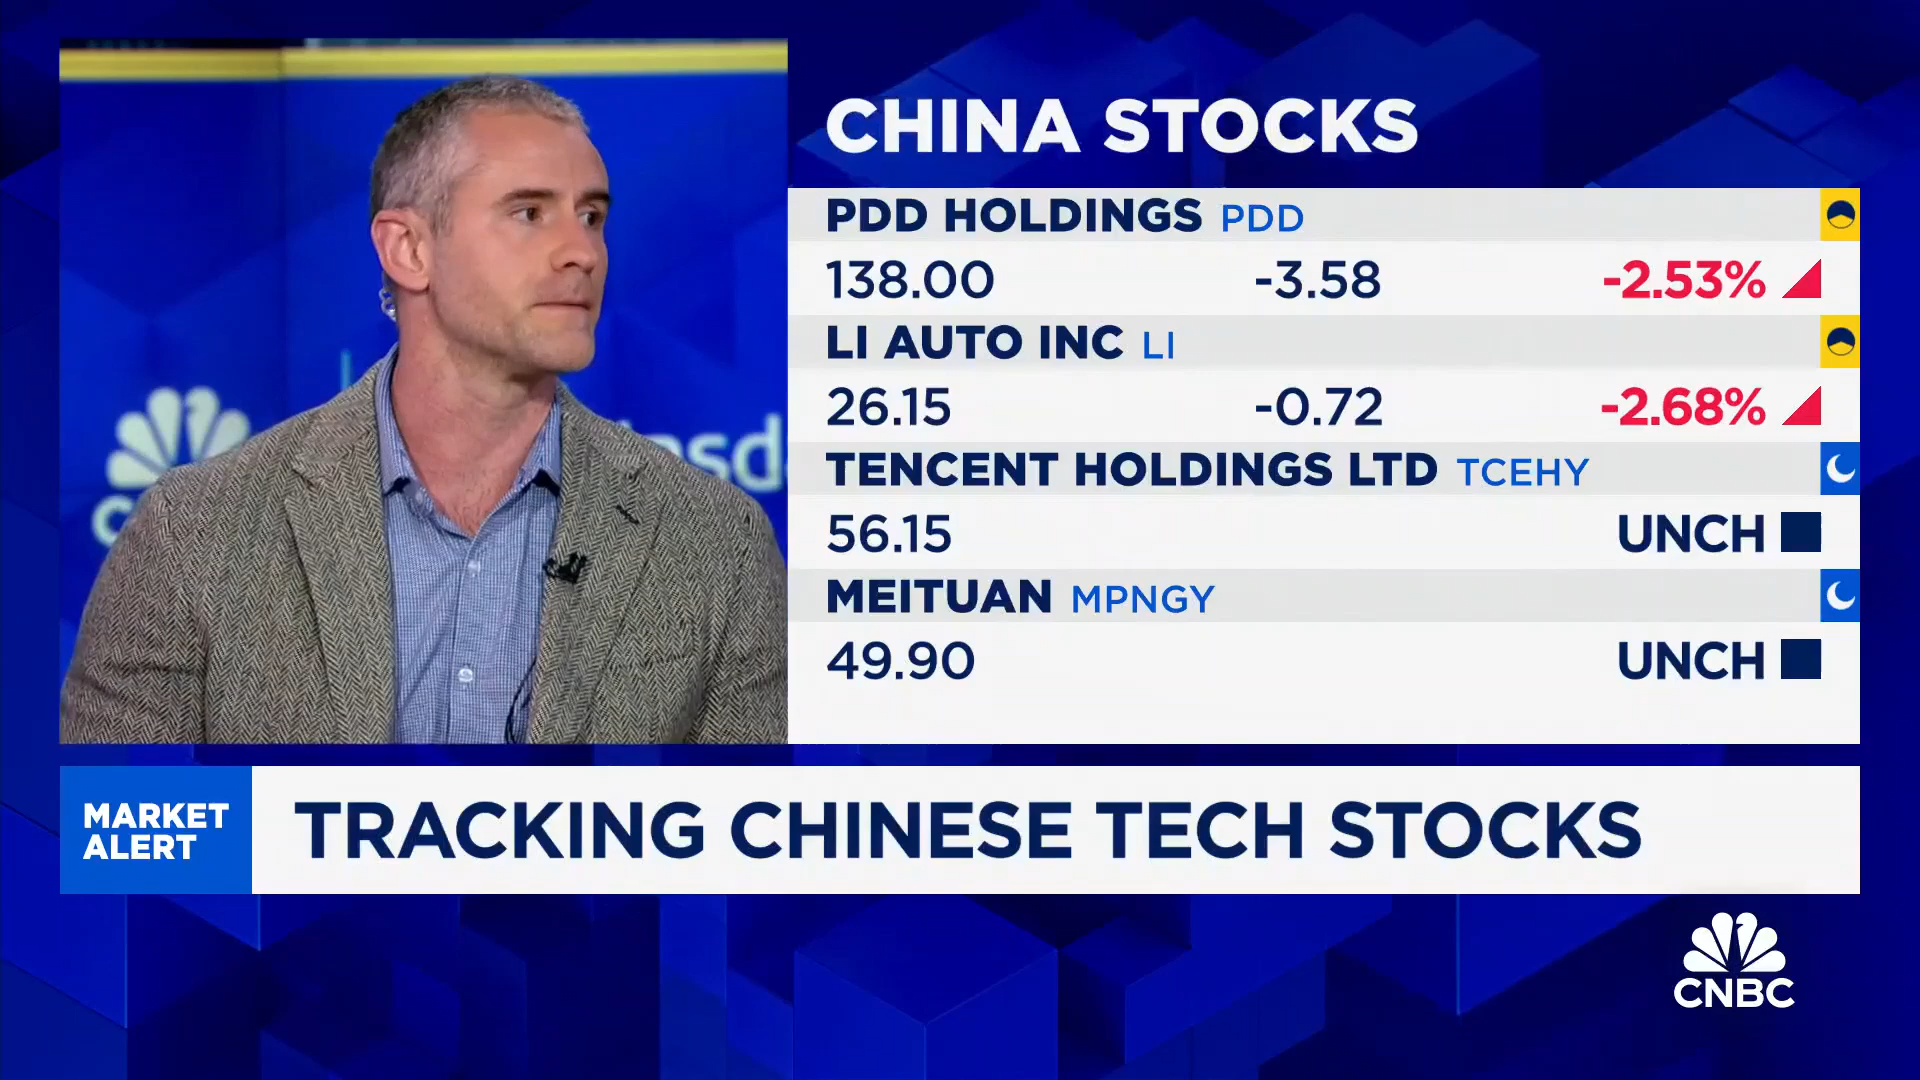 CHINA STOCKS
PDD HOLDINGS PDD
138.00 -3.58 -2.53%
LI AUTO INC LI
26.15 -0.72 -2.68%
TENCENT HOLDINGS LTD TCEHY
56.15 UNCH
MEITUAN MPNGY
49.90 UNCH
MARKET
ALERT
TRACKING CHINESE TECH STOCKS
CNBC